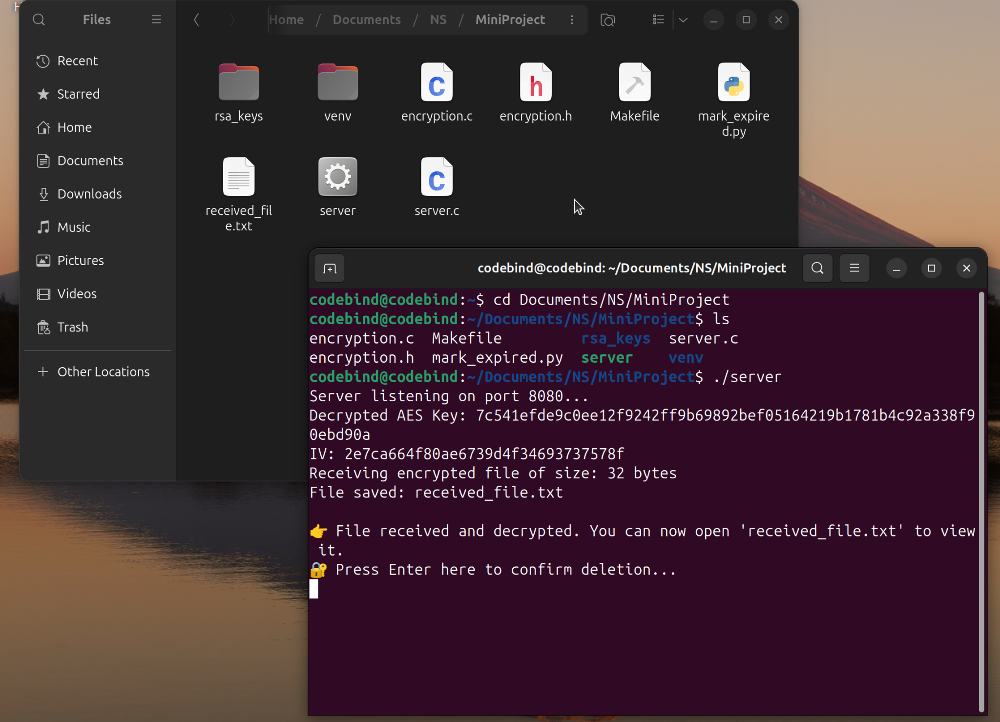 H
Files
Home / Documents / NS / MiniProject
Recent
Starred
Home
Documents
Downloads
Music
Pictures
Videos
Trash
Other Locations
rsa_keys
venv
encryption.c
encryption.h
Makefile
mark_expire
d.py
received_fil
e.txt
server
server.c
codebind@codebind: ~/Documents/NS/MiniProject
codebind@codebind:~$ cd Documents/NS/MiniProject
codebind@codebind:~/Documents/NS/MiniProject$ ls
encryption.c  Makefile         rsa_keys  server.c
encryption.h  mark_expired.py  server    venv
codebind@codebind:~/Documents/NS/MiniProject$ ./server
Server listening on port 8080...
Decrypted AES Key: 7c541efde9c0ee12f9242ff9b69892bef05164219b1781b4c92a338f9
0ebd90a
IV: 2e7ca664f80ae6739d4f34693737578f
Receiving encrypted file of size: 32 bytes
File saved: received_file.txt
👉 File received and decrypted. You can now open 'received_file.txt' to view
it.
🔐 Press Enter here to confirm deletion...